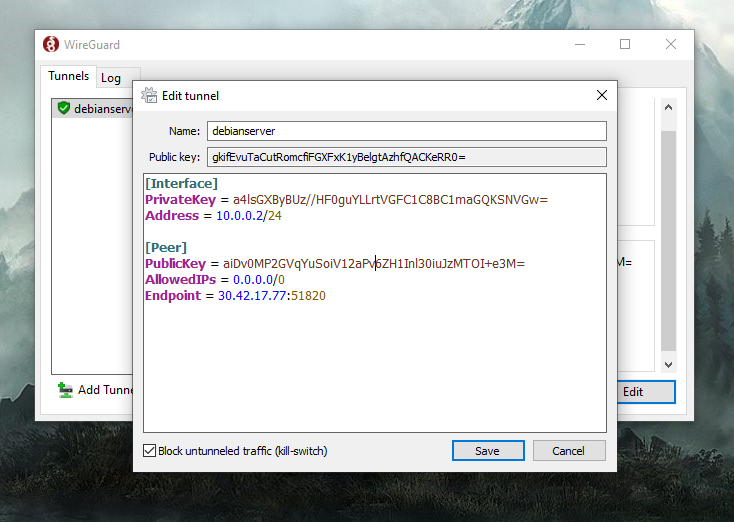 WireGuard
Tunnels
Log
debianserv
Edit tunnel
Name:
debianserver
Public key:
gkifEvuTaCutRomcfiFGXFxK1yBelgtAzhfQACKeRR0=
[Interface]
PrivateKey = a4lsGXByBUz//HF0guYLLrtVGFC1C8BC1maGQKSNVGw=
Address = 10.0.0.2/24
[Peer]
PublicKey = aiDv0MP2GVqYuSoiV12aPv6ZH1Inl30iuJzMTOI+e3M=
AllowedIPs = 0.0.0.0/0
Endpoint = 30.42.17.77:51820
M=
Add Tunne
Edit
Block untunneled traffic (kill-switch)
Save
Cancel